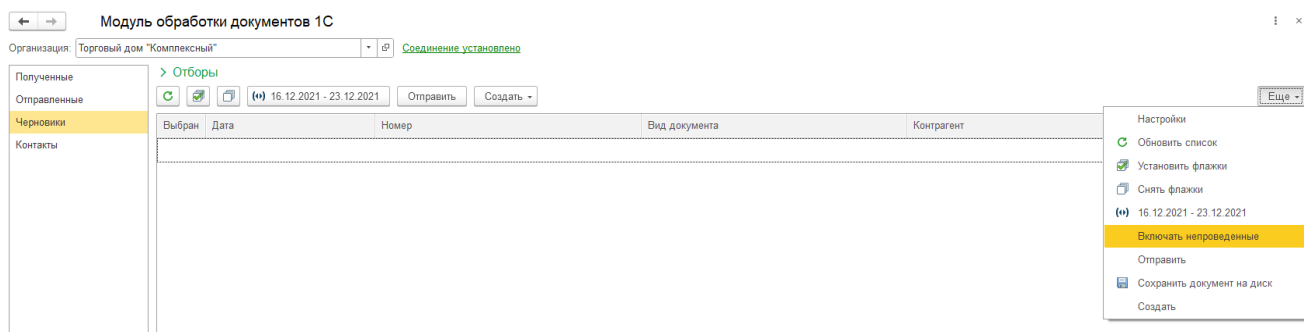 Модуль обработки документов 1С
Организация: Торговый дом "Комплексный" Соединение установлено
Полученные
Отправленные
Черновики
Контакты
Отборы
16.12.2021 - 23.12.2021 Отправить Создать Еще
Выбран Дата Номер Вид документа Контрагент
Настройки
Обновить список
Установить флажки
Снять флажки
16.12.2021 - 23.12.2021
Включать непроведенные
Отправить
Сохранить документ на диск
Создать